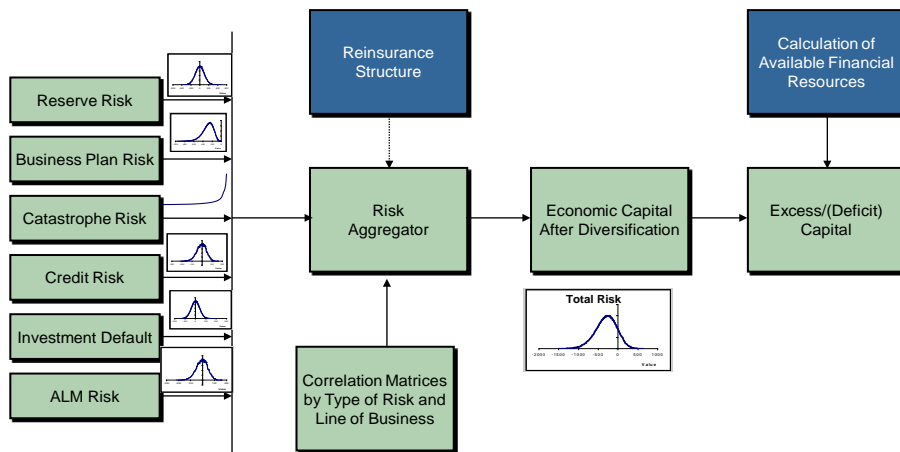 Reinsurance
Structure
Calculation of
Available Financial
Resources
Reserve Risk
Business Plan Risk
Catastrophe Risk
Credit Risk
Investment Default
ALM Risk
Risk
Aggregator
Economic Capital
After Diversification
Excess/(Deficit)
Capital
Total Risk
-2000 -1500 -1000 -500 0 500 1000
Value
Correlation Matrices
by Type of Risk and
Line of Business